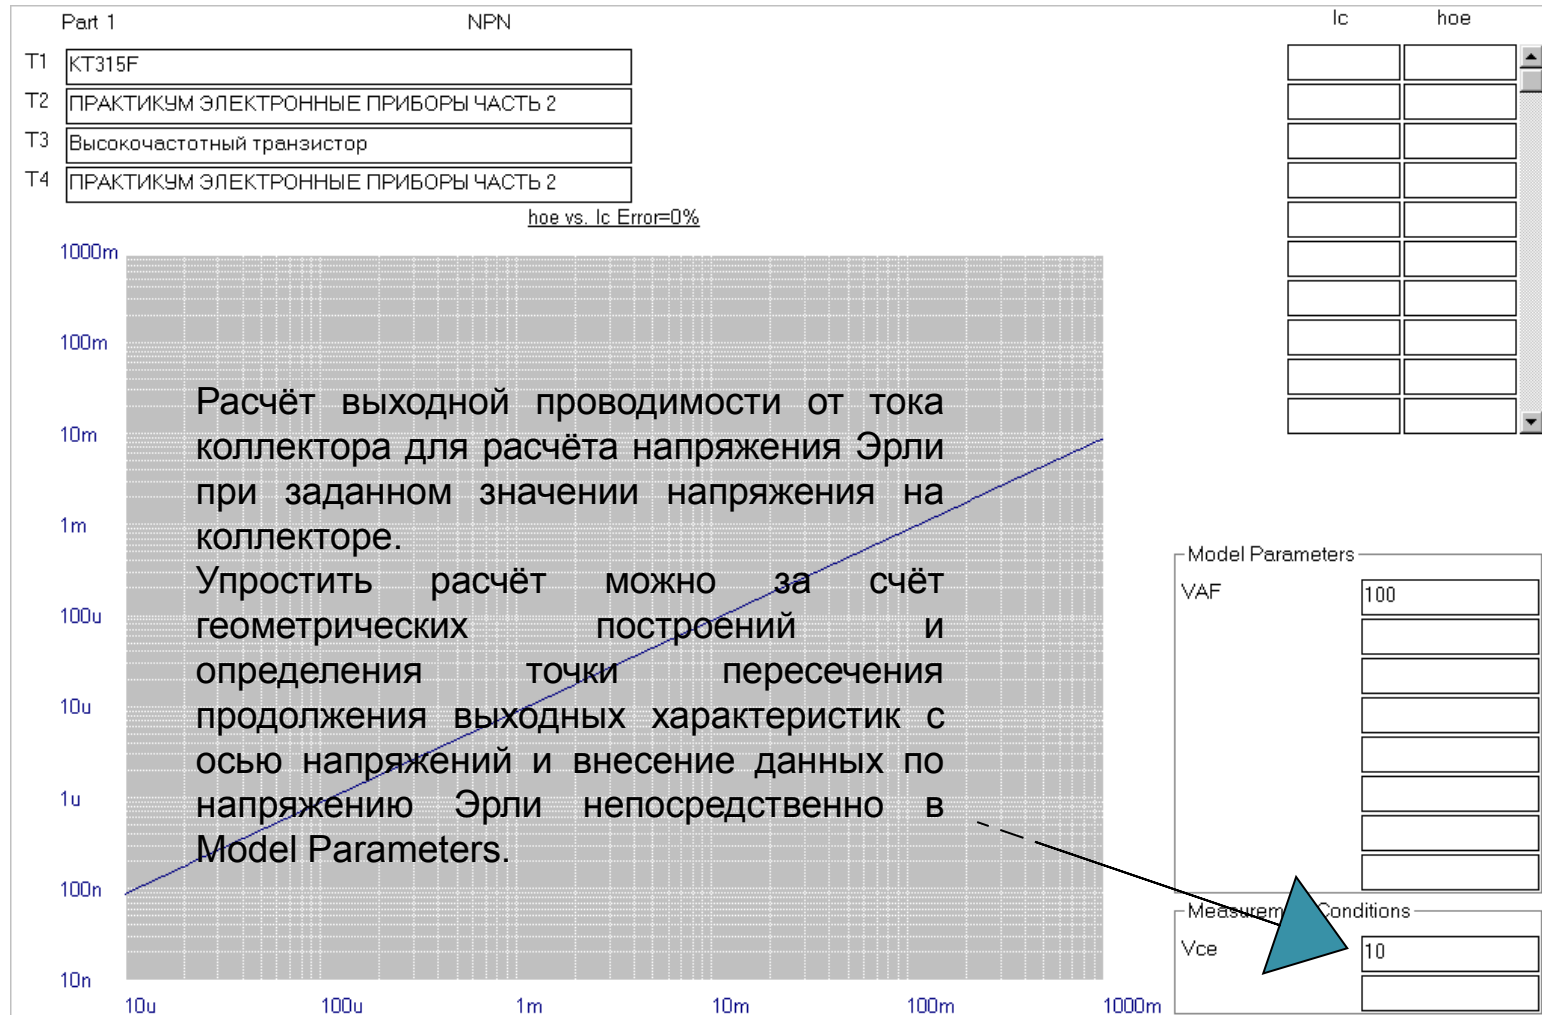 Part 1 NPN Ic hoe
T1 KT315F
T2 ПРАКТИКУМ ЭЛЕКТРОННЫЕ ПРИБОРЫ ЧАСТЬ 2
T3 Высокочастотный транзистор
T4 ПРАКТИКУМ ЭЛЕКТРОННЫЕ ПРИБОРЫ ЧАСТЬ 2
hoe vs. Ic Error=0%
1000m
100m
10m
1m
100u
10u
1u
100n
10n
10u 100u 1m 10m 100m 1000m
Расчёт выходной проводимости от тока
коллектора для расчёта напряжения Эрли
при заданном значении напряжения на
коллекторе.
Упростить расчёт можно за счёт
геометрических построений и
определения точки пересечения
продолжения выходных характеристик с
осью напряжений и внесение данных по
напряжению Эрли непосредственно в
Model Parameters.
Model Parameters
VAF 100
Measurement Conditions
Vce 10